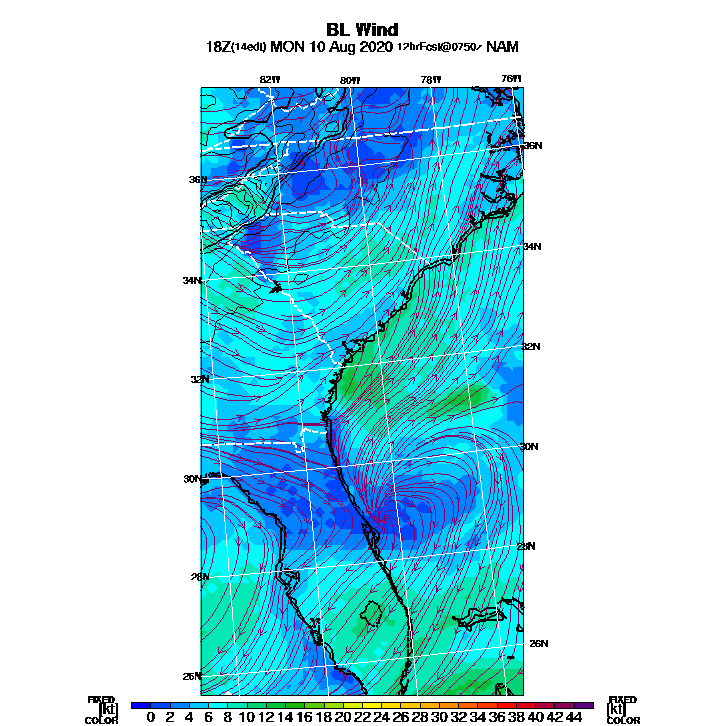 BL Wind
18Z(14edt) MON 10 Aug 2020 12hrFcst@0750z NAM
82W 80W 78W 76W
36N 36N
34N 34N
32N 32N
30N 30N
28N 28N
26N 26N
FIXED FIXED
[kt] 0 2 4 6 8 10 12 14 16 18 20 22 24 26 28 30 32 34 36 38 40 42 44 [kt]
COLOR COLOR